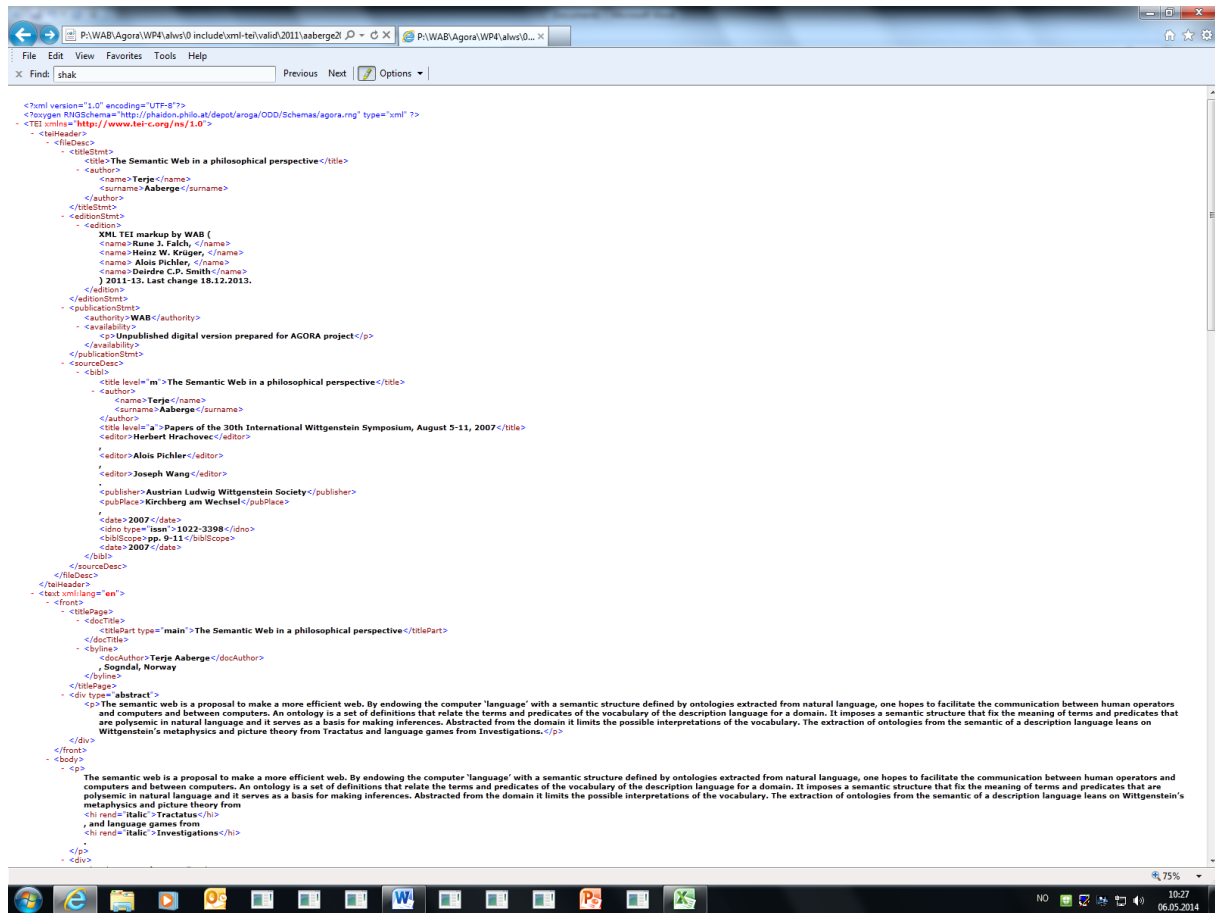 P:\WAB\Agora\WP4\alws\0 include\xml-tei\valid\2011\aaberge2(
P:\WAB\Agora\WP4\alws\0...
File Edit View Favorites Tools Help
Find: shak Previous Next Options
<?xml version="1.0" encoding="UTF-8"?>
<?oxygen RNGSchema="http://phaidon.philo.at/depot/aroga/ODD/Schemas/agora.rng" type="xml" ?>
- <TEI xmlns="http://www.tei-c.org/ns/1.0">
- <teiHeader>
- <fileDesc>
- <titleStmt>
<title>The Semantic Web in a philosophical perspective</title>
- <author>
<name>Terje</name>
<surname>Aaberge</surname>
</author>
</titleStmt>
- <editionStmt>
- <edition>
XML TEI markup by WAB (
<name>Rune J. Falch, </name>
<name>Heinz W. Krüger, </name>
<name> Alois Pichler, </name>
<name>Deirdre C.P. Smith</name>
) 2011-13. Last change 18.12.2013.
</edition>
</editionStmt>
- <publicationStmt>
<authority>WAB</authority>
- <availability>
<p>Unpublished digital version prepared for AGORA project</p>
</availability>
</publicationStmt>
- <sourceDesc>
- <bibl>
<title level="m">The Semantic Web in a philosophical perspective</title>
- <author>
<name>Terje</name>
<surname>Aaberge</surname>
</author>
<title level="a">Papers of the 30th International Wittgenstein Symposium, August 5-11, 2007</title>
<editor>Herbert Hrachovec</editor>
,
<editor>Alois Pichler</editor>
,
<editor>Joseph Wang</editor>
.
<publisher>Austrian Ludwig Wittgenstein Society</publisher>
<pubPlace>Kirchberg am Wechsel</pubPlace>
,
<date>2007</date>
<idno type="issn">1022-3398</idno>
<biblScope>pp. 9-11</biblScope>
<date>2007</date>
</bibl>
</sourceDesc>
</fileDesc>
</teiHeader>
- <text xml:lang="en">
- <front>
- <titlePage>
- <docTitle>
<titlePart type="main">The Semantic Web in a philosophical perspective</titlePart>
</docTitle>
- <byline>
<docAuthor>Terje Aaberge</docAuthor>
, Sogndal, Norway
</byline>
</titlePage>
- <div type="abstract">
<p>The semantic web is a proposal to make a more efficient web. By endowing the computer `language' with a semantic structure defined by ontologies extracted from natural language, one hopes to facilitate the communication between human operators
and computers and between computers. An ontology is a set of definitions that relate the terms and predicates of the vocabulary of the description language for a domain. It imposes a semantic structure that fix the meaning of terms and predicates that
are polysemic in natural language and it serves as a basis for making inferences. Abstracted from the domain it limits the possible interpretations of the vocabulary. The extraction of ontologies from the semantic of a description language leans on
Wittgenstein's metaphysics and picture theory from Tractatus and language games from Investigations.</p>
</div>
</front>
- <body>
- <p>
The semantic web is a proposal to make a more efficient web. By endowing the computer `language' with a semantic structure defined by ontologies extracted from natural language, one hopes to facilitate the communication between human operators and
computers and between computers. An ontology is a set of definitions that relate the terms and predicates of the vocabulary of the description language for a domain. It imposes a semantic structure that fix the meaning of terms and predicates that are
polysemic in natural language and it serves as a basis for making inferences. Abstracted from the domain it limits the possible interpretations of the vocabulary. The extraction of ontologies from the semantic of a description language leans on Wittgenstein's
metaphysics and picture theory from
<hi rend="italic">Tractatus</hi>
, and language games from
<hi rend="italic">Investigations</hi>
.
</p>
- <div>
75%
NO 10:27
06.05.2014